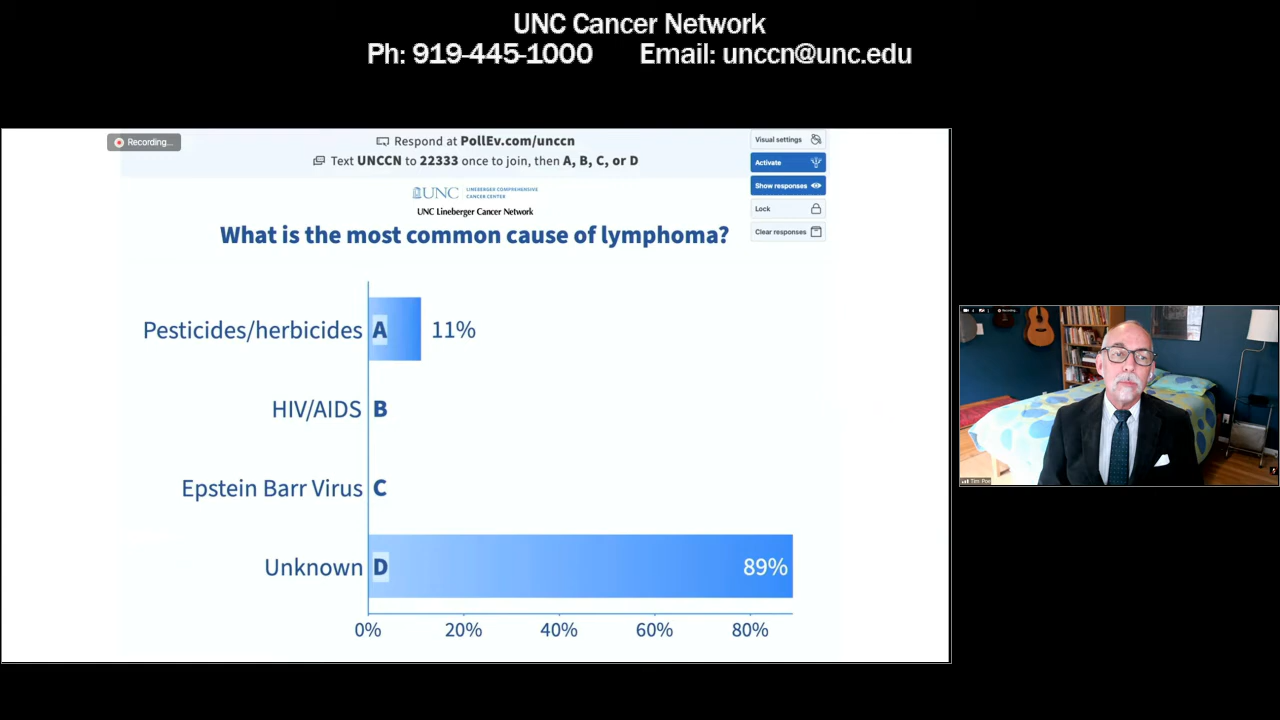 UNC Cancer Network
Ph: 919-445-1000 Email: unccn@unc.edu
Recording...
Respond at PollEv.com/unccn
Text UNCCN to 22333 once to join, then A, B, C, or D
Visual settings
Activate
Show responses
Lock
Clear responses
UNC LINEBERGER COMPREHENSIVE
CANCER CENTER
UNC Lineberger Cancer Network
What is the most common cause of lymphoma?
Pesticides/herbicides A 11%
HIV/AIDS B
Epstein Barr Virus C
Unknown D 89%
0% 20% 40% 60% 80%
Recording...
Tim Poe